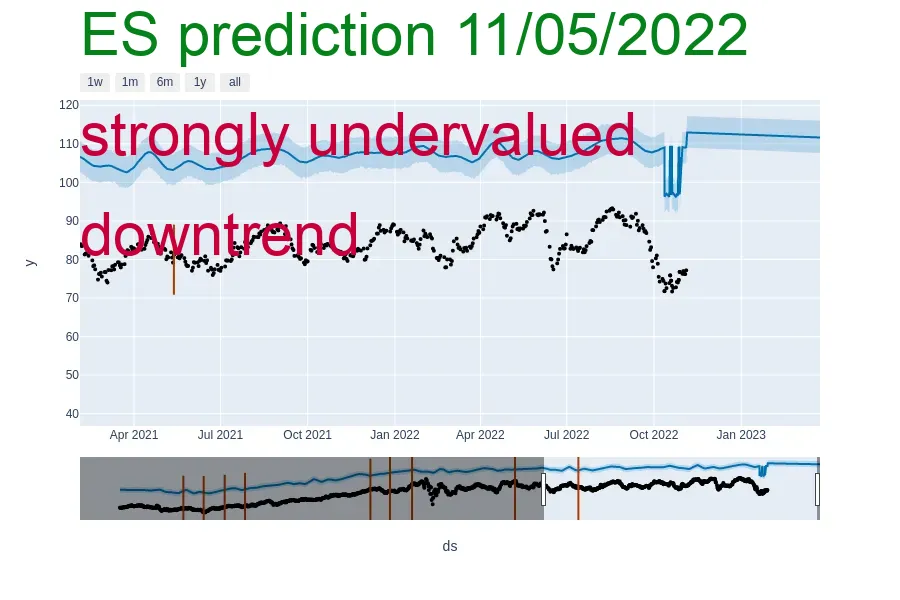 ES prediction 11/05/2022
1w 1m 6m 1y all
120
strongly undervalued
110
100
90
downtrend
80
y
70
60
50
40
Apr 2021 Jul 2021 Oct 2021 Jan 2022 Apr 2022 Jul 2022 Oct 2022 Jan 2023
ds